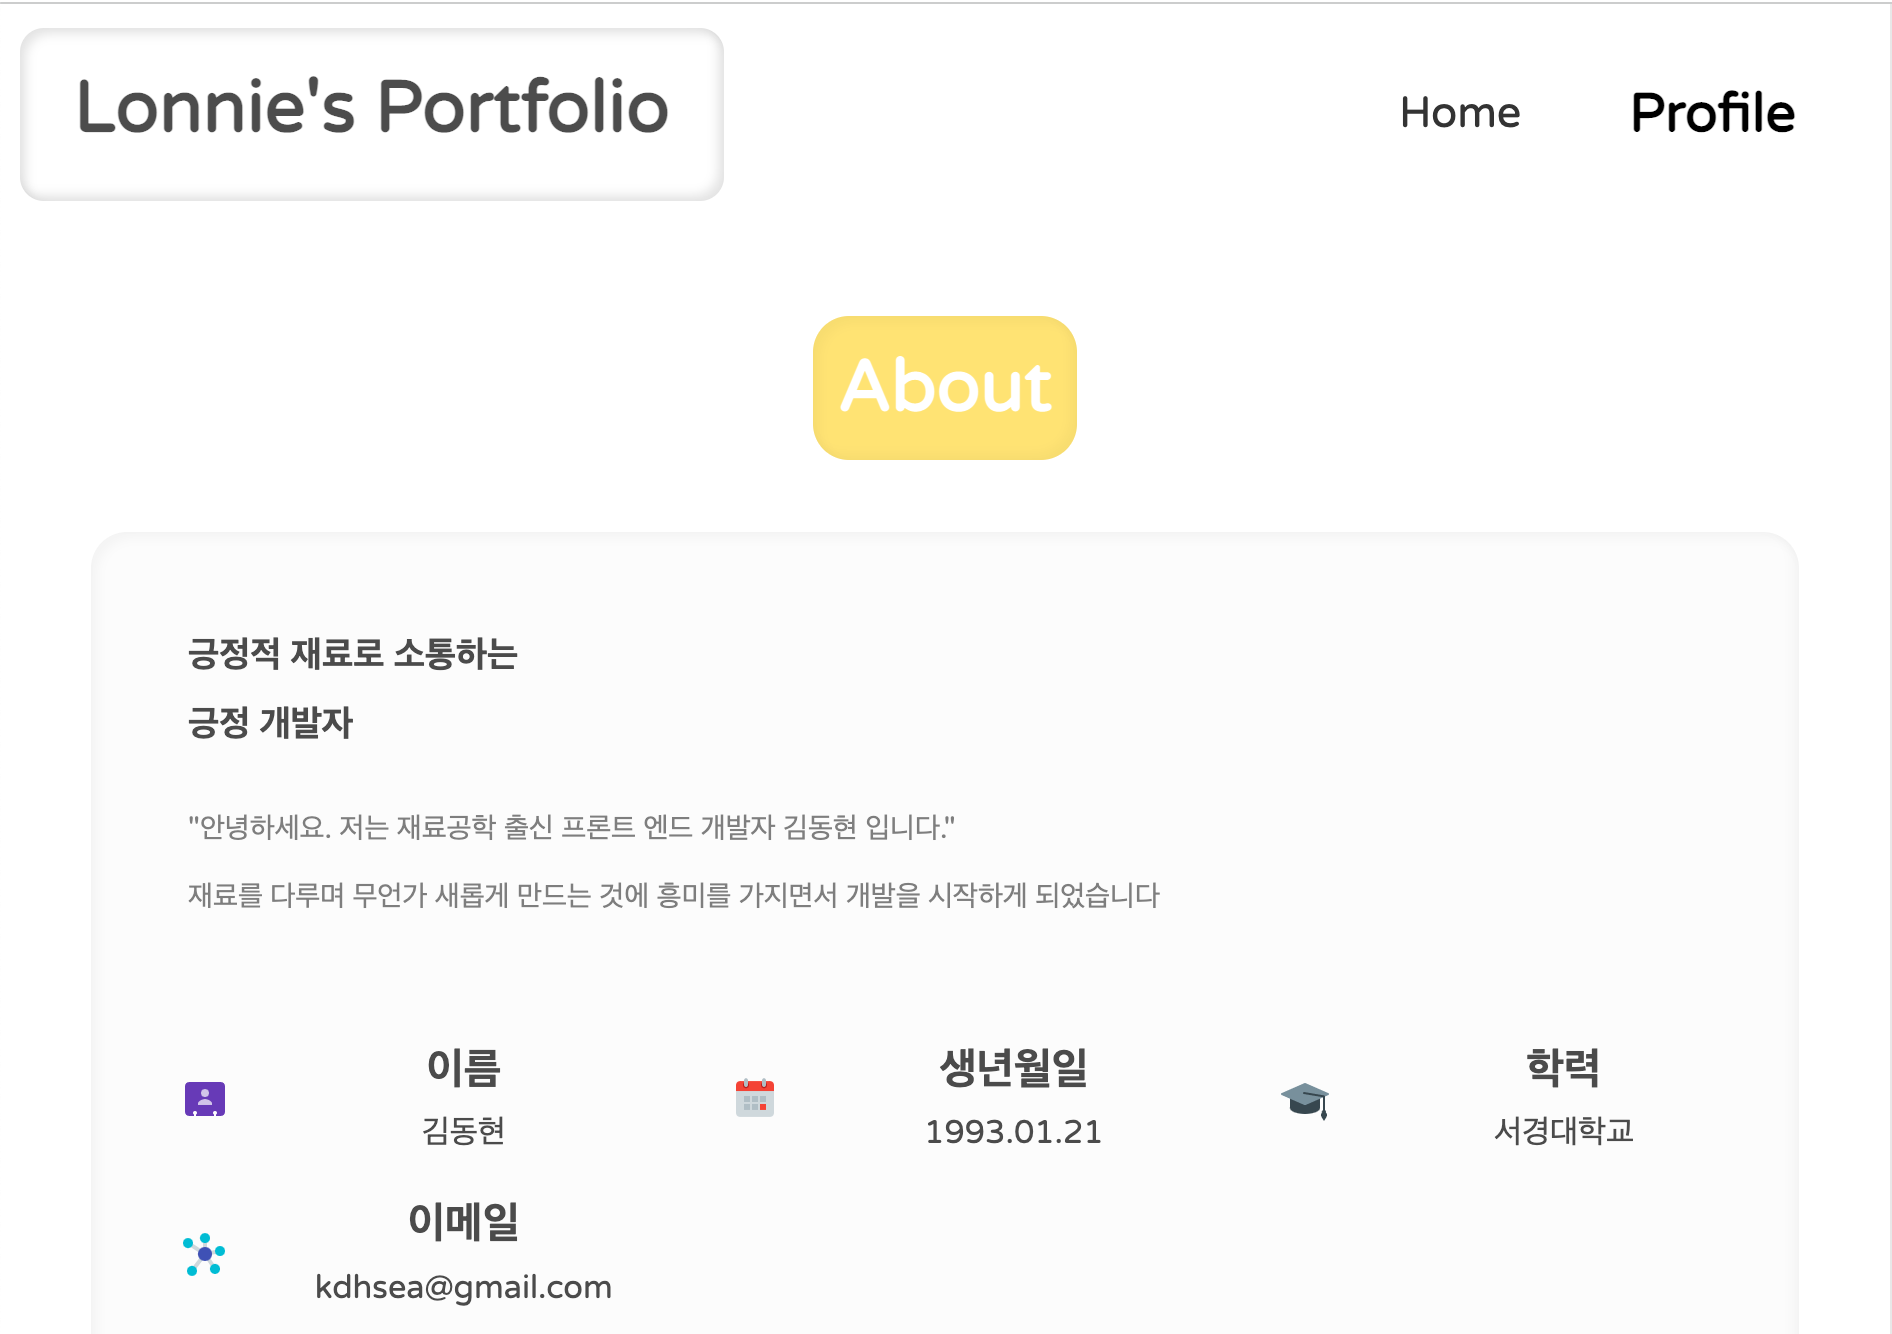 Lonnie's Portfolio
Home
Profile
About
긍정적 재료로 소통하는
긍정 개발자
"안녕하세요. 저는 재료공학 출신 프론트 엔드 개발자 김동현 입니다."
재료를 다루며 무언가 새롭게 만드는 것에 흥미를 가지면서 개발을 시작하게 되었습니다
이름
김동현
생년월일
1993.01.21
학력
서경대학교
이메일
kdhsea@gmail.com